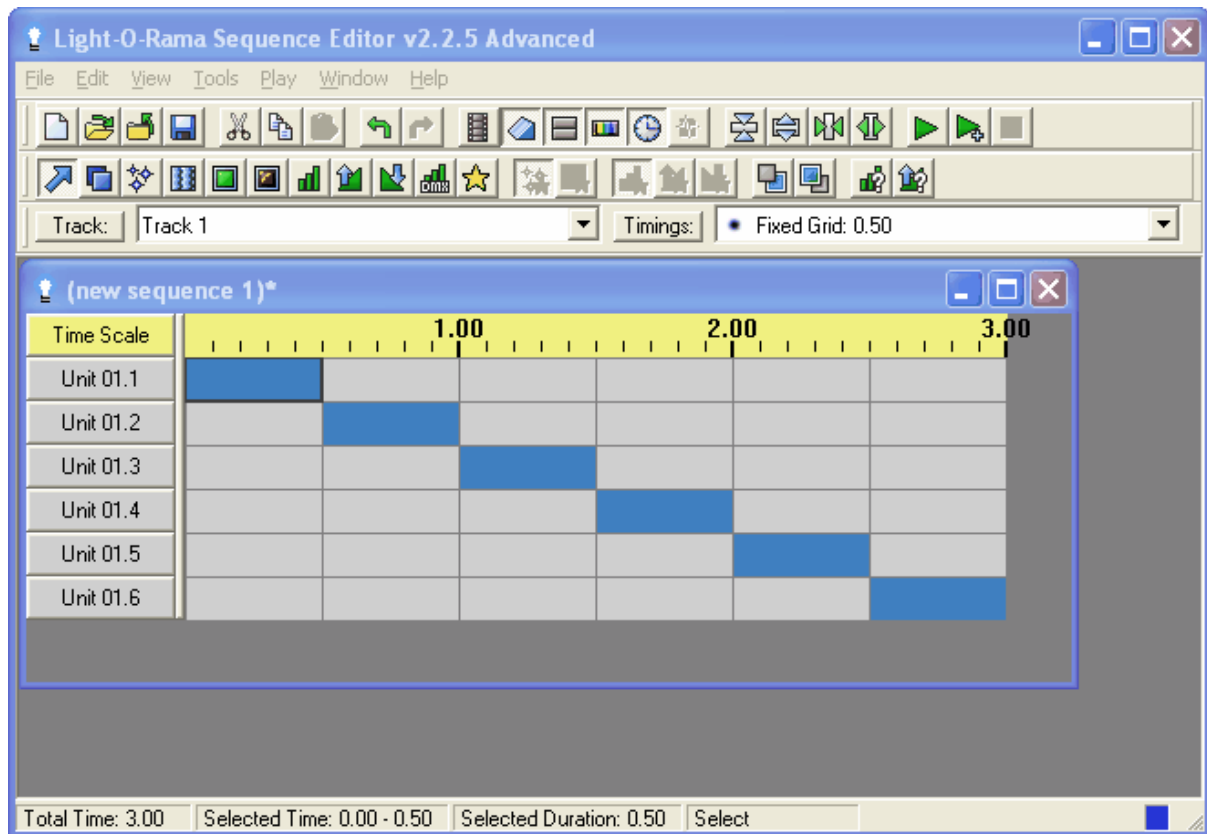 Light-O-Rama Sequence Editor v2.2.5 Advanced
File Edit View Tools Play Window Help
DMX
Track: Track 1 Timings: Fixed Grid: 0.50
(new sequence 1)*
Time Scale 1.00 2.00 3.00
Unit 01.1
Unit 01.2
Unit 01.3
Unit 01.4
Unit 01.5
Unit 01.6
Total Time: 3.00 Selected Time: 0.00 - 0.50 Selected Duration: 0.50 Select